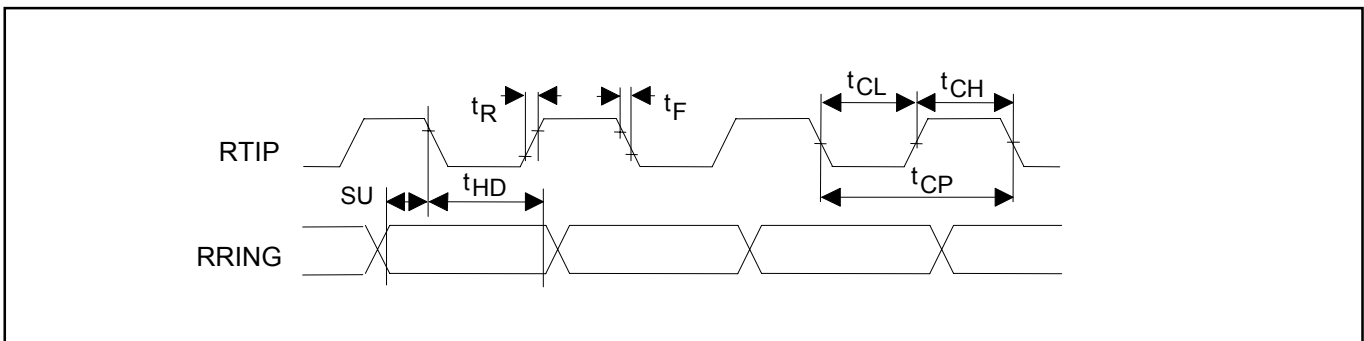 tR
tF
tCL
tCH
RTIP
SU
tHD
tCP
RRING